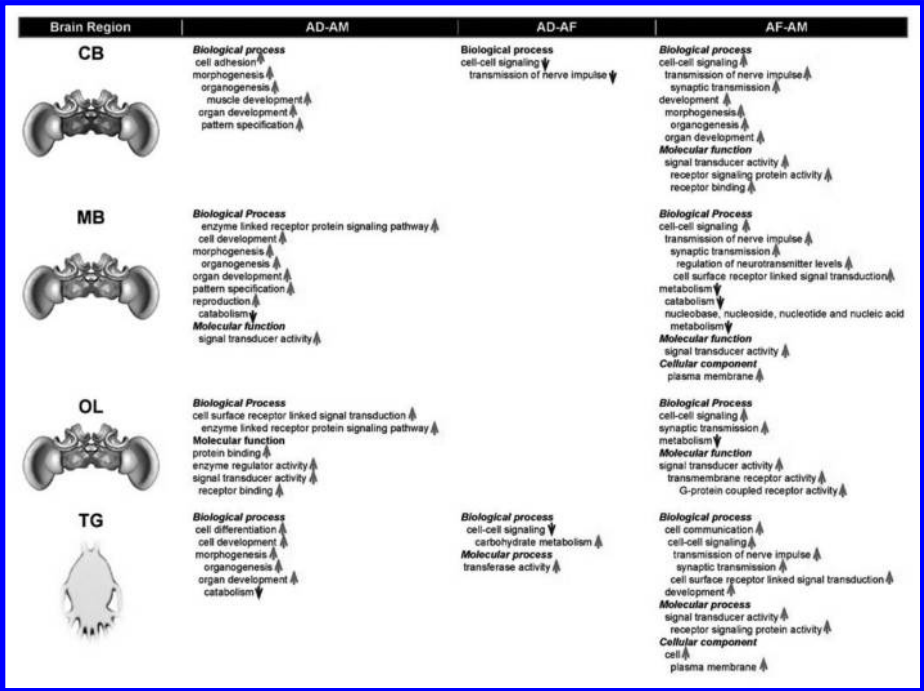 Brain Region AD-AM AD-AF AF-AM
CB
Biological process
cell adhesion
morphogenesis
organogenesis
muscle development
organ development
pattern specification
Biological process
cell-cell signaling
transmission of nerve impulse
Biological process
cell-cell signaling
transmission of nerve impulse
synaptic transmission
development
morphogenesis
organogenesis
organ development
Molecular function
signal transducer activity
receptor signaling protein activity
receptor binding
MB
Biological Process
enzyme linked receptor protein signaling pathway
cell development
morphogenesis
organogenesis
organ development
pattern specification
reproduction
catabolism
Molecular function
signal transducer activity
Biological Process
cell-cell signaling
transmission of nerve impulse
synaptic transmission
regulation of neurotransmitter levels
cell surface receptor linked signal transduction
metabolism
catabolism
nucleobase, nucleoside, nucleotide and nucleic acid
metabolism
Molecular function
signal transducer activity
Cellular component
plasma membrane
OL
Biological Process
cell surface receptor linked signal transduction
enzyme linked receptor protein signaling pathway
Molecular function
protein binding
enzyme regulator activity
signal transducer activity
receptor binding
Biological Process
cell-cell signaling
synaptic transmission
metabolism
Molecular function
signal transducer activity
transmembrane receptor activity
G-protein coupled receptor activity
TG
Biological process
cell differentiation
cell development
morphogenesis
organogenesis
organ development
catabolism
Biological process
cell-cell signaling
carbohydrate metabolism
Molecular process
transferase activity
Biological process
cell communication
cell-cell signaling
transmission of nerve impulse
synaptic transmission
cell surface receptor linked signal transduction
development
Molecular process
signal transducer activity
receptor signaling protein activity
Cellular component
cell
plasma membrane